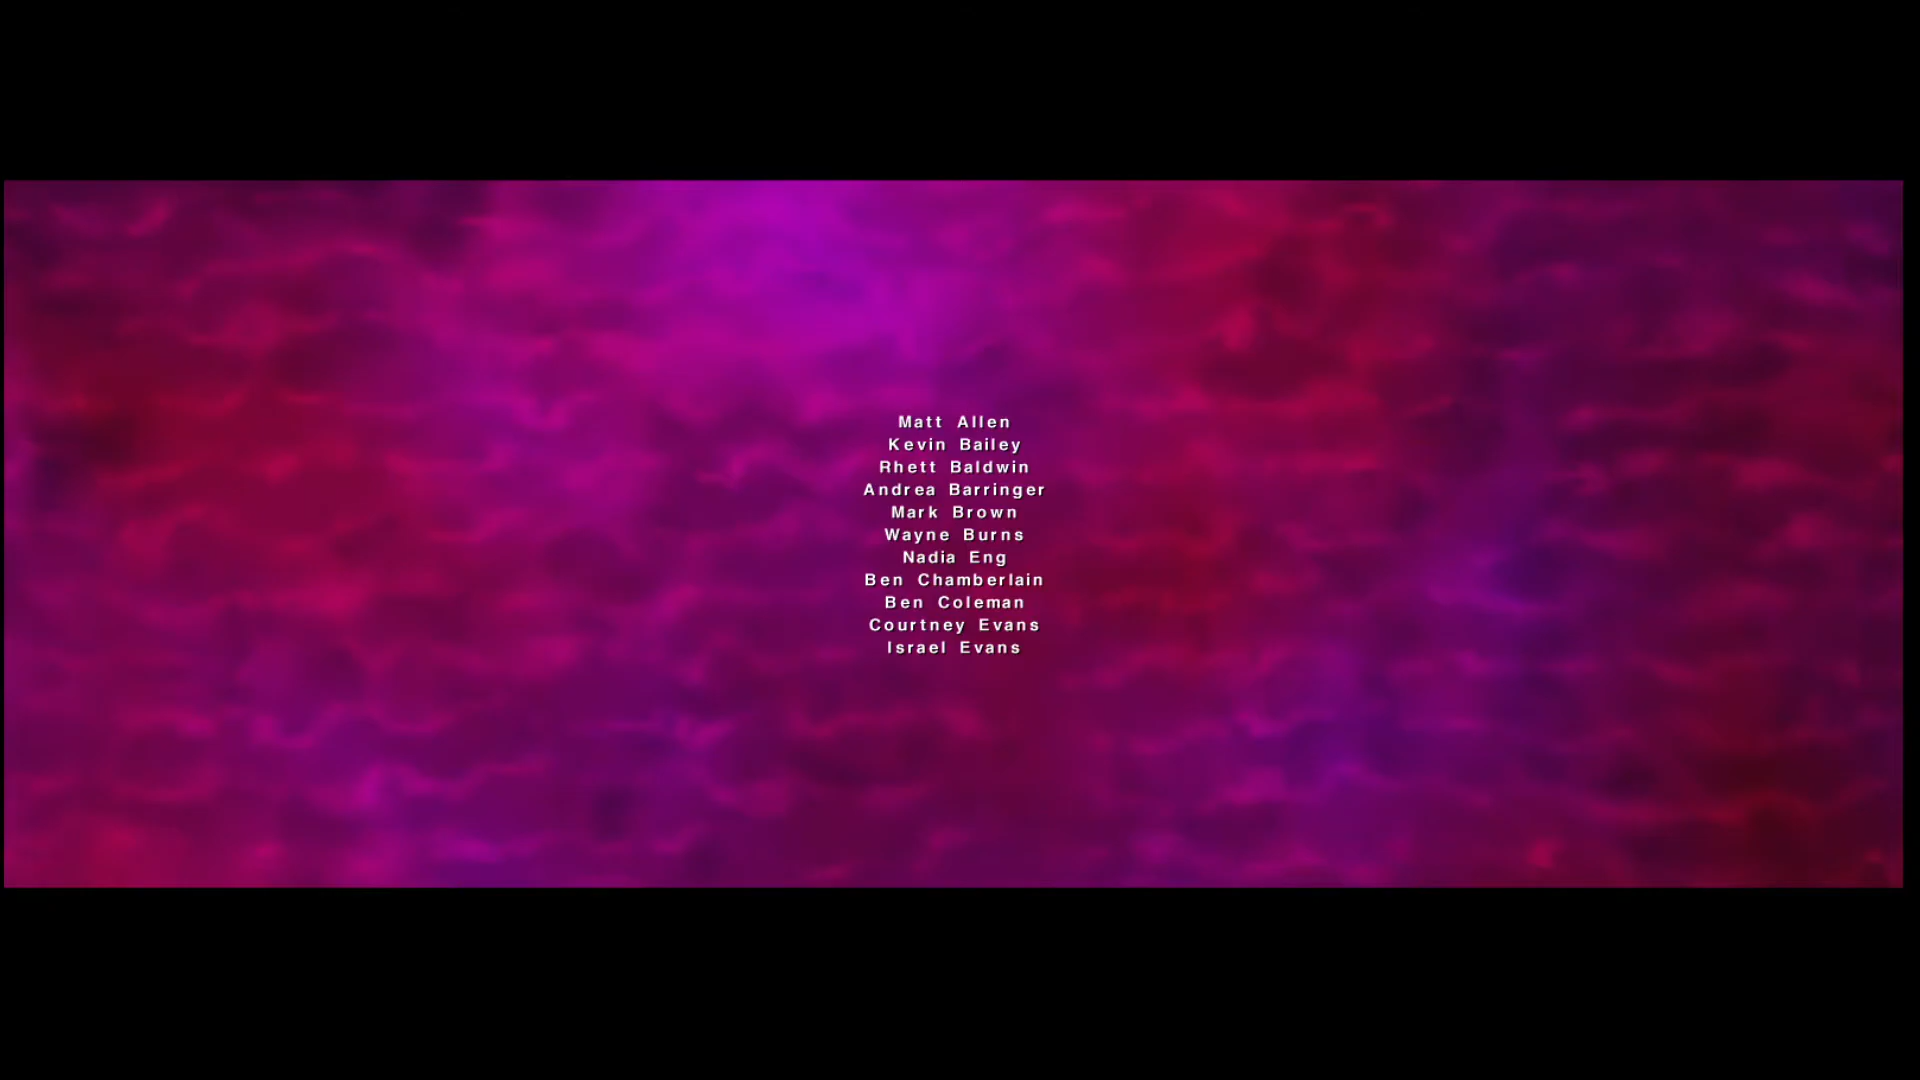 Matt Allen
Kevin Bailey
Rhett Baldwin
Andrea Barringer
Mark Brown
Wayne Burns
Nadia Eng
Ben Chamberlain
Ben Coleman
Courtney Evans
Israel Evans